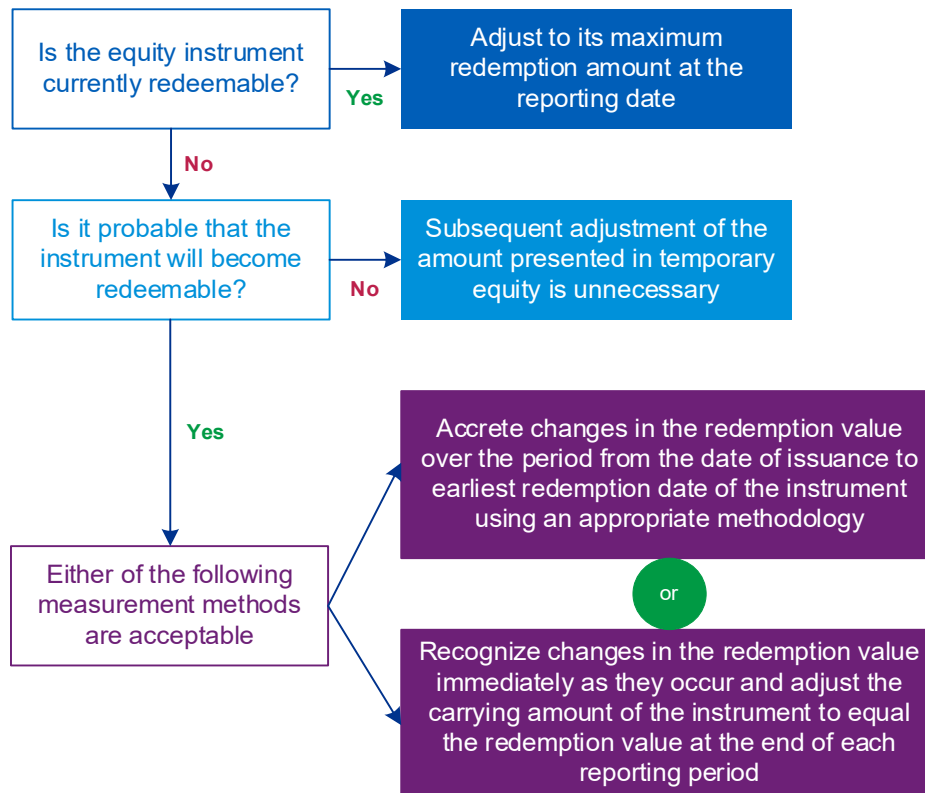 Is the equity instrument
currently redeemable?
Yes
Adjust to its maximum
redemption amount at the
reporting date
No
Is it probable that the
instrument will become
redeemable?
No
Subsequent adjustment of the
amount presented in temporary
equity is unnecessary
Yes
Either of the following
measurement methods
are acceptable
Accrete changes in the redemption value
over the period from the date of issuance to
earliest redemption date of the instrument
using an appropriate methodology
or
Recognize changes in the redemption value
immediately as they occur and adjust the
carrying amount of the instrument to equal
the redemption value at the end of each
reporting period